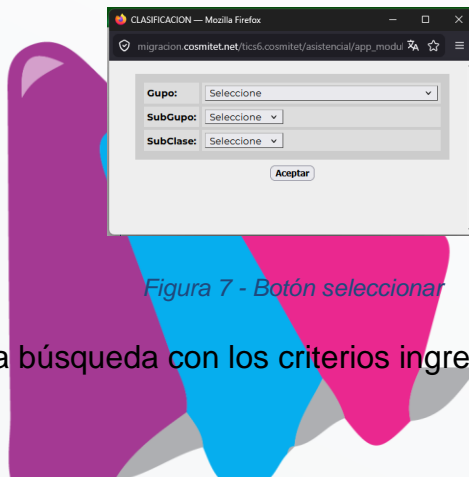 CLASIFICACION — Mozilla Firefox
migracion.cosmitet.net/tics6.cosmitet/asistencial/app_modul
Gupo: Seleccione
SubGupo: Seleccione
SubClase: Seleccione
Aceptar
Figura 7 - Botón seleccionar
a búsqueda con los criterios ingre